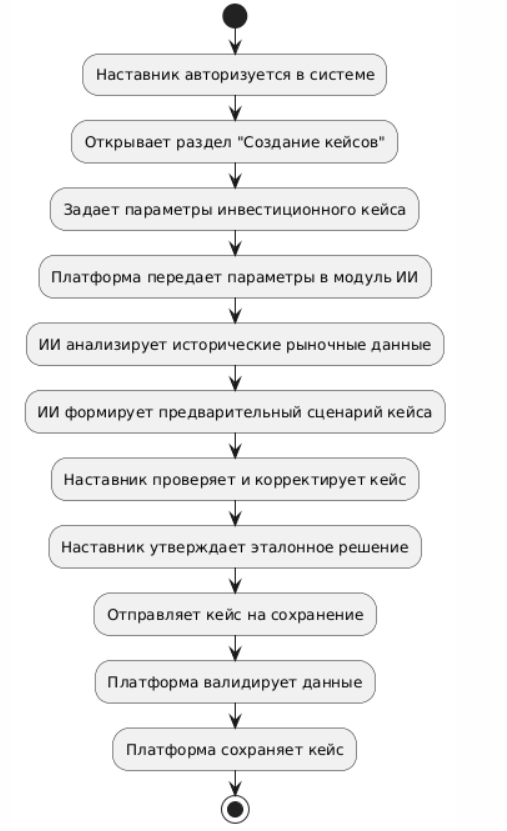 Наставник авторизуется в системе
Открывает раздел "Создание кейсов"
Задает параметры инвестиционного кейса
Платформа передает параметры в модуль ИИ
ИИ анализирует исторические рыночные данные
ИИ формирует предварительный сценарий кейса
Наставник проверяет и корректирует кейс
Наставник утверждает эталонное решение
Отправляет кейс на сохранение
Платформа валидирует данные
Платформа сохраняет кейс